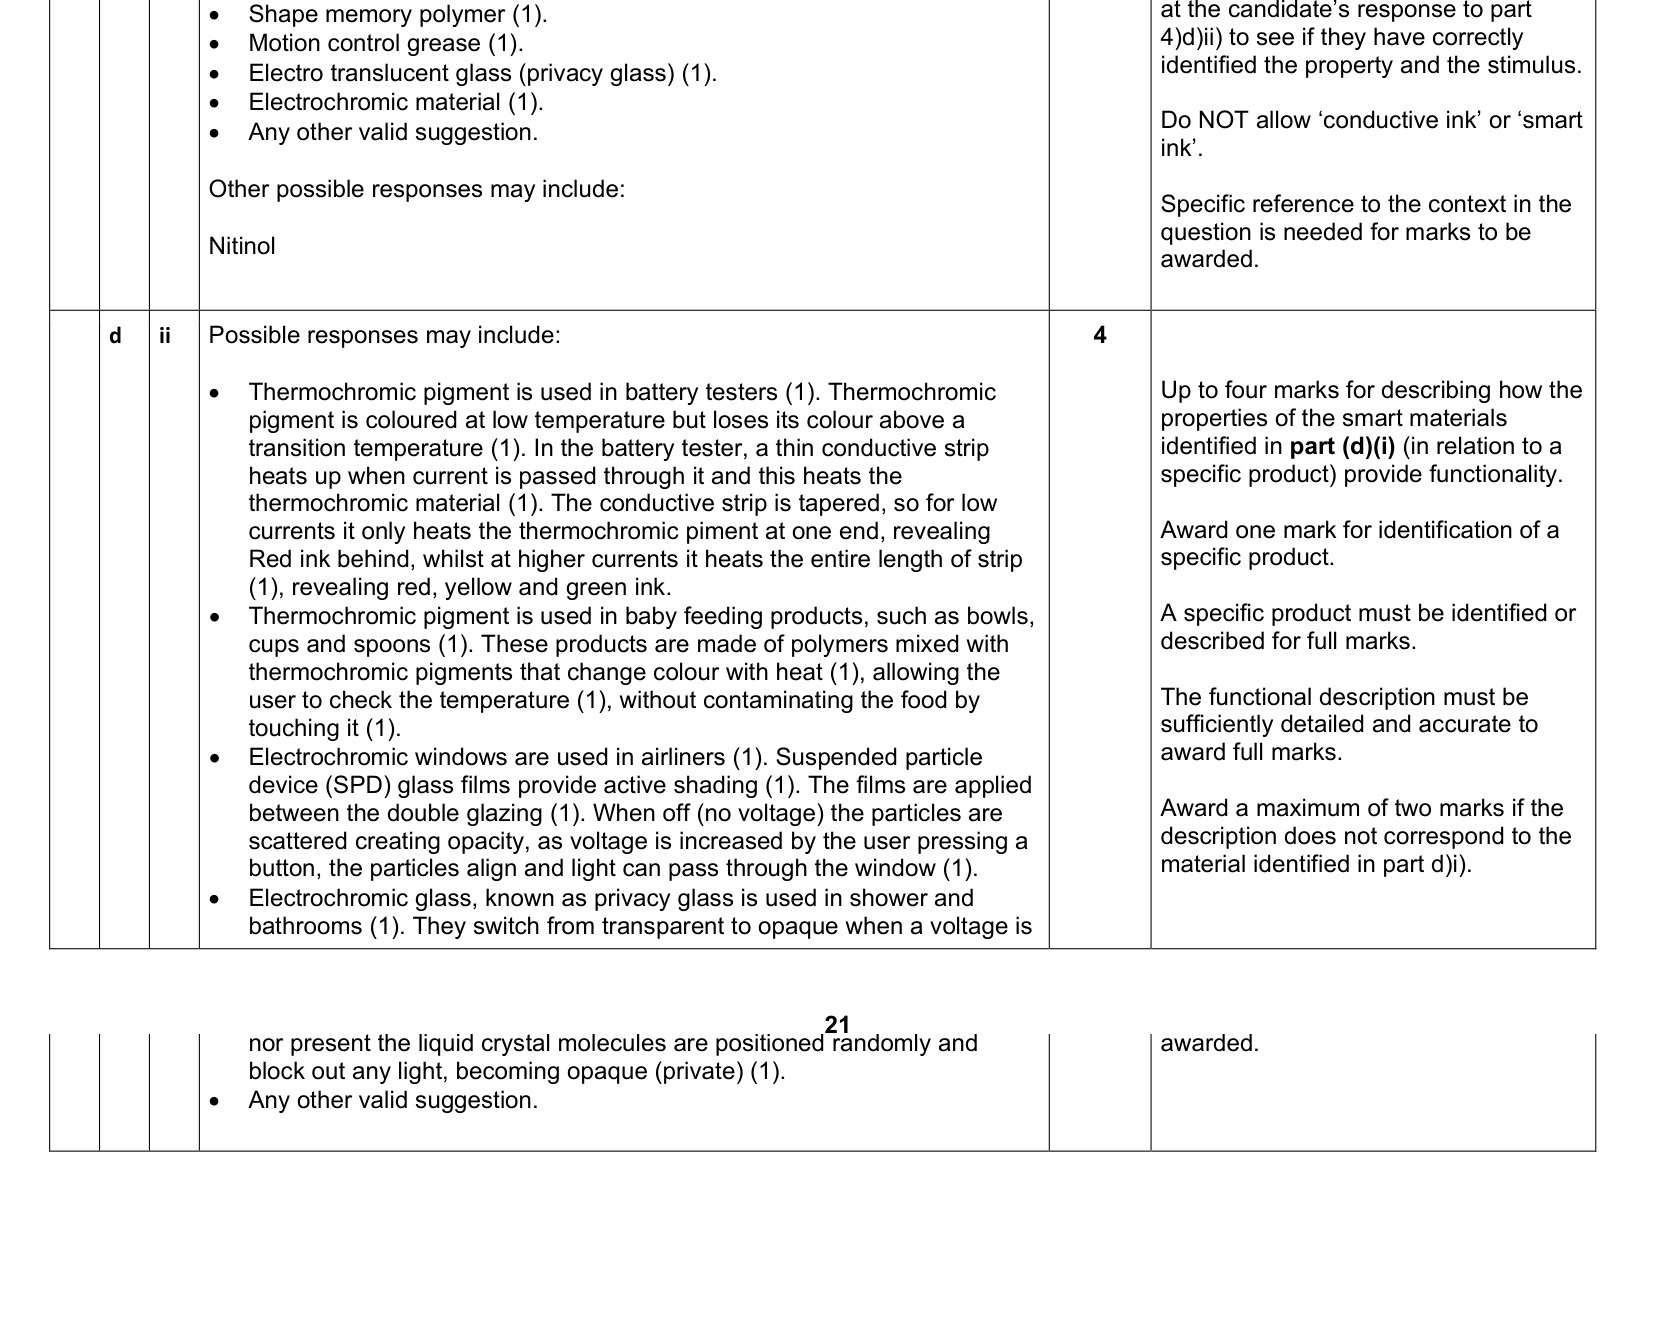 • Shape memory polymer (1).
• Motion control grease (1).
• Electro translucent glass (privacy glass) (1).
• Electrochromic material (1).
• Any other valid suggestion.
Other possible responses may include:
Nitinol
at the candidate's response to part
4)d)ii) to see if they have correctly
identified the property and the stimulus.
Do NOT allow 'conductive ink' or 'smart
ink'.
Specific reference to the context in the
question is needed for marks to be
awarded.
d ii Possible responses may include:
• Thermochromic pigment is used in battery testers (1). Thermochromic
pigment is coloured at low temperature but loses its colour above a
transition temperature (1). In the battery tester, a thin conductive strip
heats up when current is passed through it and this heats the
thermochromic material (1). The conductive strip is tapered, so for low
currents it only heats the thermochromic piment at one end, revealing
Red ink behind, whilst at higher currents it heats the entire length of strip
(1), revealing red, yellow and green ink.
• Thermochromic pigment is used in baby feeding products, such as bowls,
cups and spoons (1). These products are made of polymers mixed with
thermochromic pigments that change colour with heat (1), allowing the
user to check the temperature (1), without contaminating the food by
touching it (1).
• Electrochromic windows are used in airliners (1). Suspended particle
device (SPD) glass films provide active shading (1). The films are applied
between the double glazing (1). When off (no voltage) the particles are
scattered creating opacity, as voltage is increased by the user pressing a
button, the particles align and light can pass through the window (1).
• Electrochromic glass, known as privacy glass is used in shower and
bathrooms (1). They switch from transparent to opaque when a voltage is
4
Up to four marks for describing how the
properties of the smart materials
identified in part (d)(i) (in relation to a
specific product) provide functionality.
Award one mark for identification of a
specific product.
A specific product must be identified or
described for full marks.
The functional description must be
sufficiently detailed and accurate to
award full marks.
Award a maximum of two marks if the
description does not correspond to the
material identified in part d)i).
21
nor present the liquid crystal molecules are positioned randomly and
block out any light, becoming opaque (private) (1).
• Any other valid suggestion.
awarded.